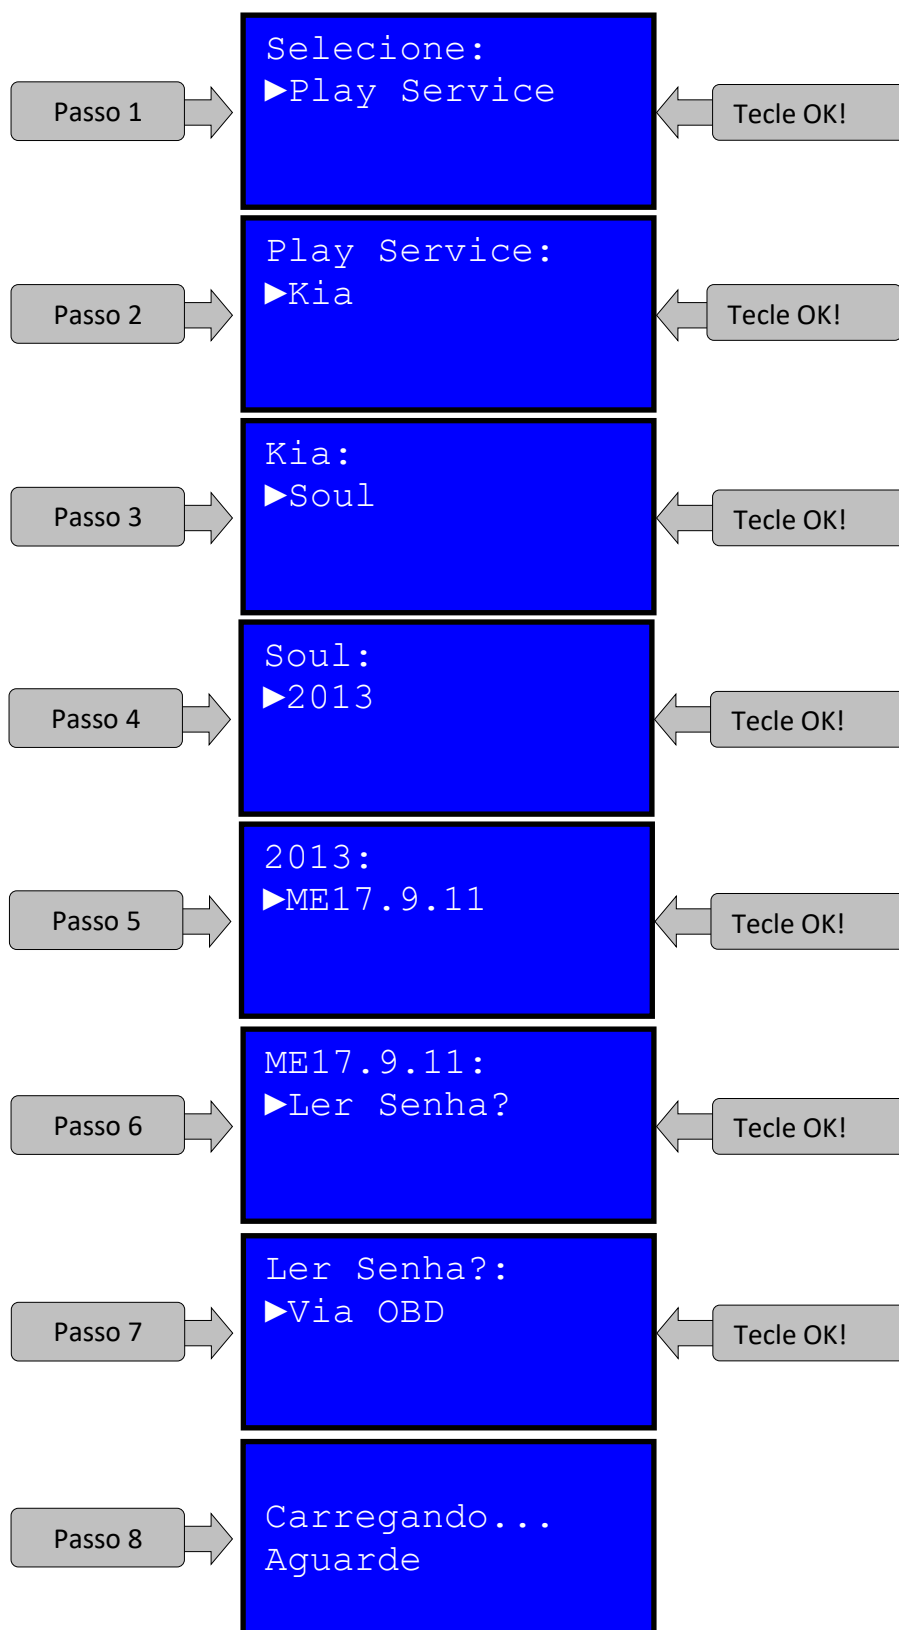 Passo 1
Selecione:
►Play Service
Tecle OK!
Passo 2
Play Service:
►Kia
Tecle OK!
Passo 3
Kia:
►Soul
Tecle OK!
Passo 4
Soul:
►2013
Tecle OK!
Passo 5
2013:
►ME17.9.11
Tecle OK!
Passo 6
ME17.9.11:
►Ler Senha?
Tecle OK!
Passo 7
Ler Senha?:
►Via OBD
Tecle OK!
Passo 8
Carregando...
Aguarde